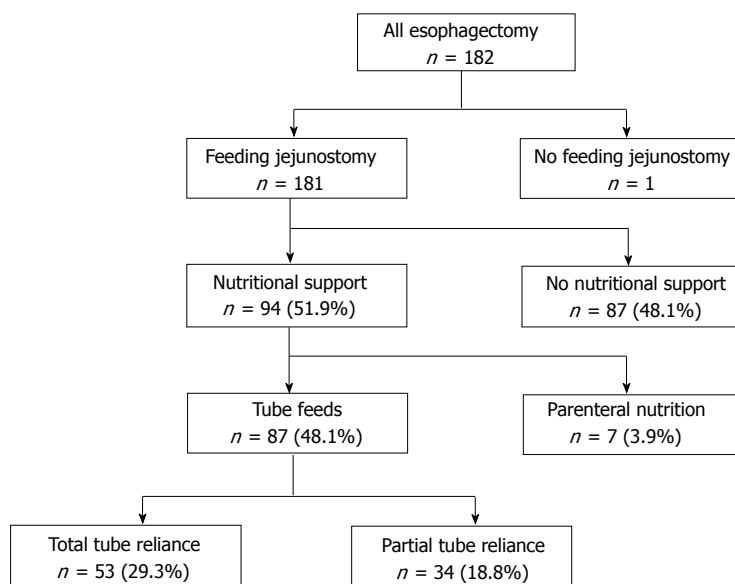 All esophagectomy
n = 182
Feeding jejunostomy
n = 181
No feeding jejunostomy
n = 1
Nutritional support
n = 94 (51.9%)
No nutritional support
n = 87 (48.1%)
Tube feeds
n = 87 (48.1%)
Parenteral nutrition
n = 7 (3.9%)
Total tube reliance
n = 53 (29.3%)
Partial tube reliance
n = 34 (18.8%)